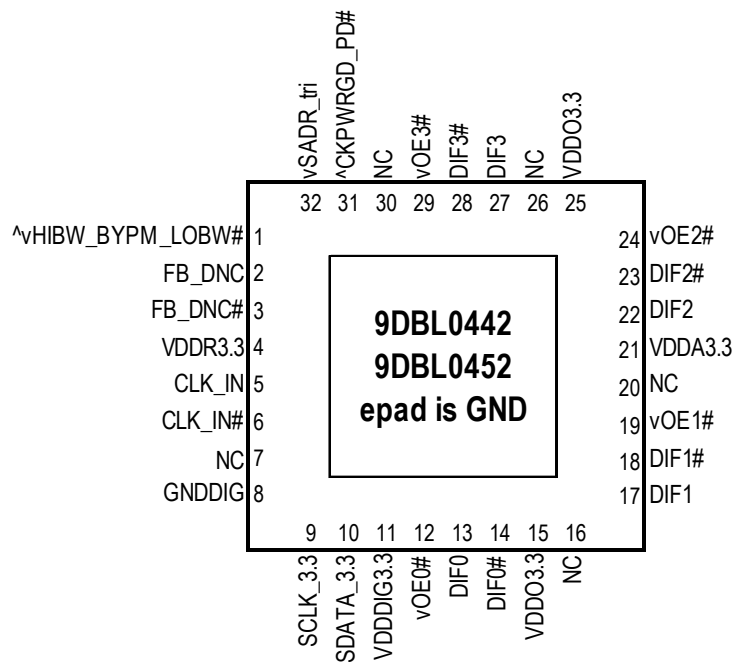 vSADR_tri
^CKPWRGD_PD#
NC
vOE3#
DIF3#
DIF3
NC
VDDO3.3
32 31 30 29 28 27 26 25
^vHIBW_BYPM_LOBW# 1
FB_DNC 2
FB_DNC# 3
VDDR3.3 4
CLK_IN 5
CLK_IN# 6
NC 7
GNDDIG 8
9DBL0442
9DBL0452
epad is GND
24 vOE2#
23 DIF2#
22 DIF2
21 VDDA3.3
20 NC
19 vOE1#
18 DIF1#
17 DIF1
9 10 11 12 13 14 15 16
SCLK_3.3
SDATA_3.3
VDDDIG3.3
vOE0#
DIF0
DIF0#
VDDO3.3
NC